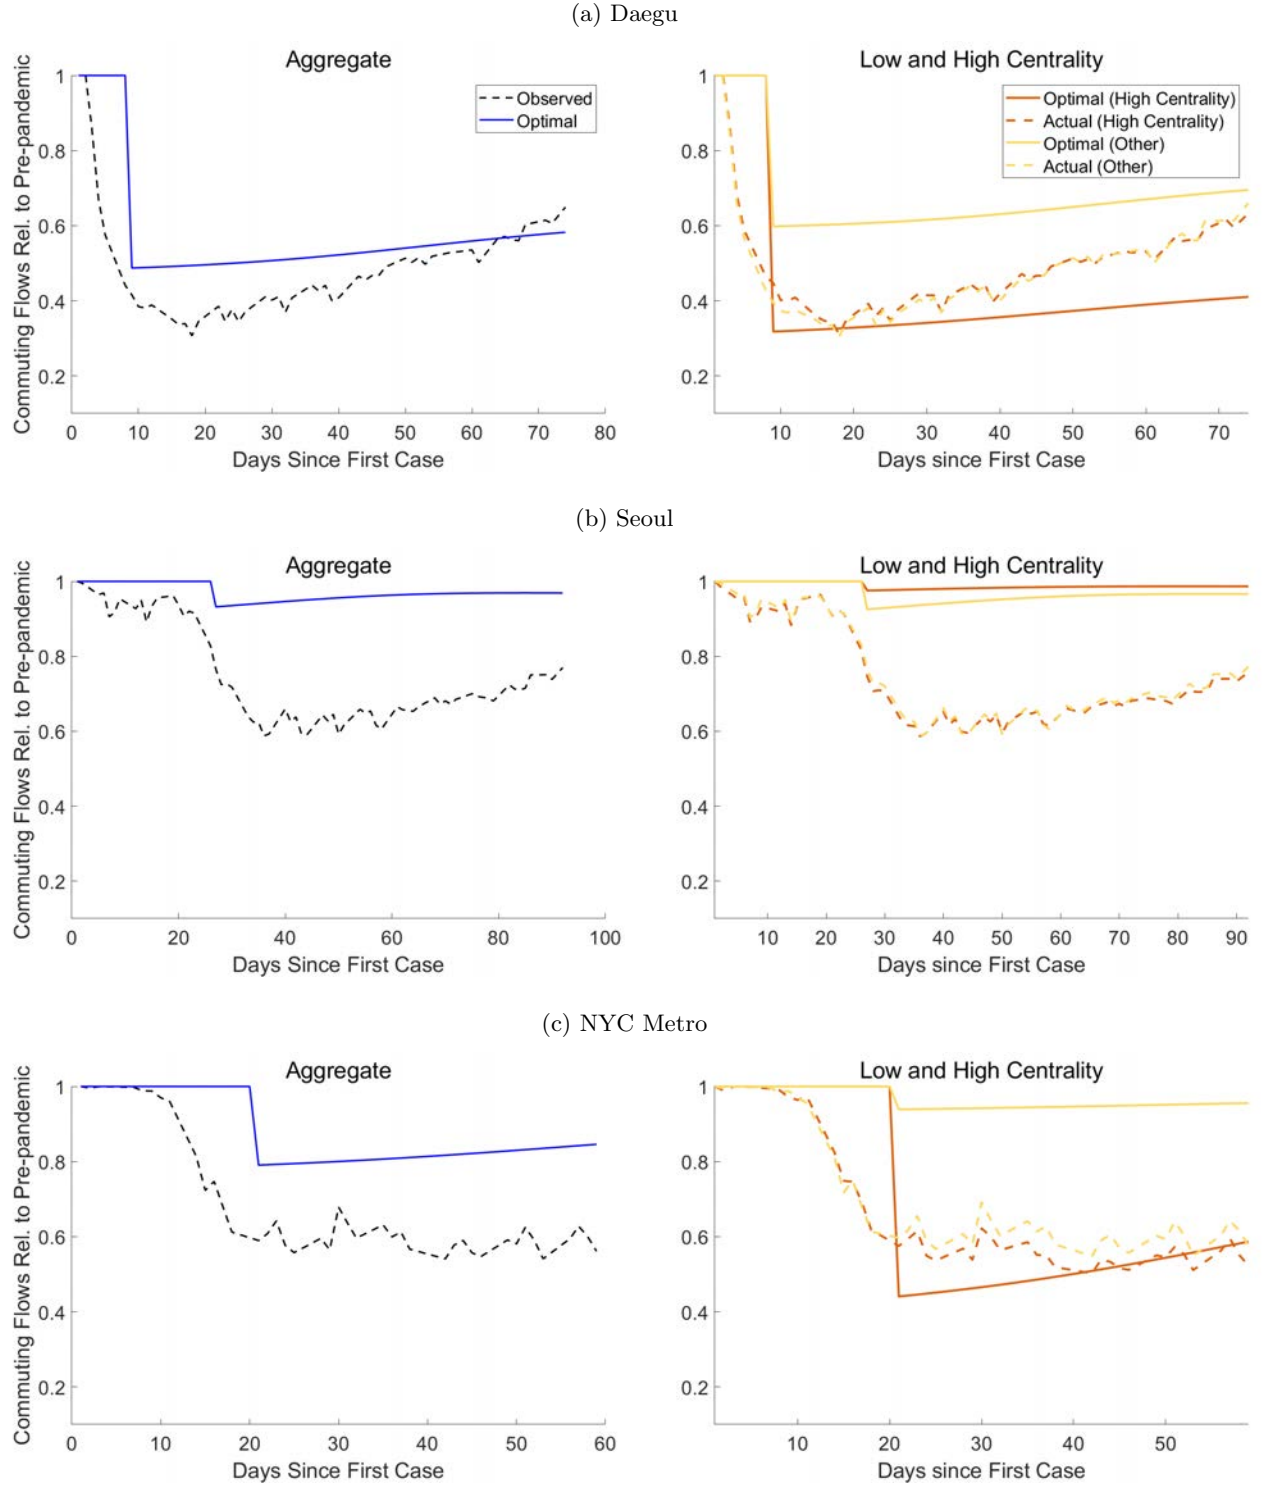 (a) Daegu
Aggregate
Commuting Flows Rel. to Pre-pandemic
1
0.8
0.6
0.4
0.2
Observed
Optimal
0 10 20 30 40 50 60 70 80
Days Since First Case
Low and High Centrality
1
0.8
0.6
0.4
0.2
Optimal (High Centrality)
Actual (High Centrality)
Optimal (Other)
Actual (Other)
10 20 30 40 50 60 70
Days since First Case
(b) Seoul
Aggregate
Commuting Flows Rel. to Pre-pandemic
1
0.8
0.6
0.4
0.2
0 20 40 60 80 100
Days Since First Case
Low and High Centrality
1
0.8
0.6
0.4
0.2
10 20 30 40 50 60 70 80 90
Days since First Case
(c) NYC Metro
Aggregate
Commuting Flows Rel. to Pre-pandemic
1
0.8
0.6
0.4
0.2
0 10 20 30 40 50 60
Days Since First Case
Low and High Centrality
1
0.8
0.6
0.4
0.2
10 20 30 40 50
Days since First Case